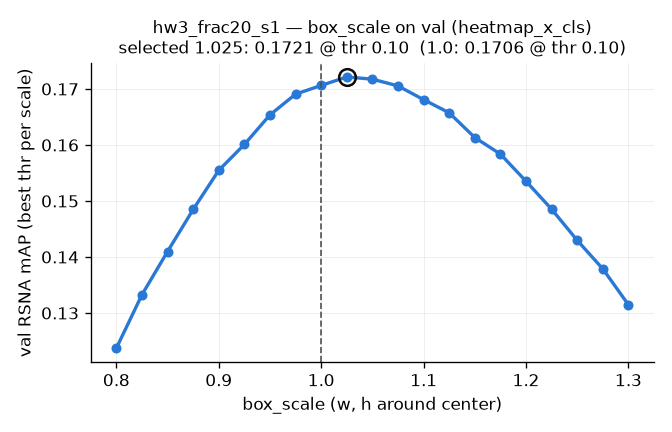 hw3_frac20_s1 — box_scale on val (heatmap_x_cls)
selected 1.025: 0.1721 @ thr 0.10  (1.0: 0.1706 @ thr 0.10)
val RSNA mAP (best thr per scale)
0.17
0.16
0.15
0.14
0.13
0.8
0.9
1.0
1.1
1.2
1.3
box_scale (w, h around center)